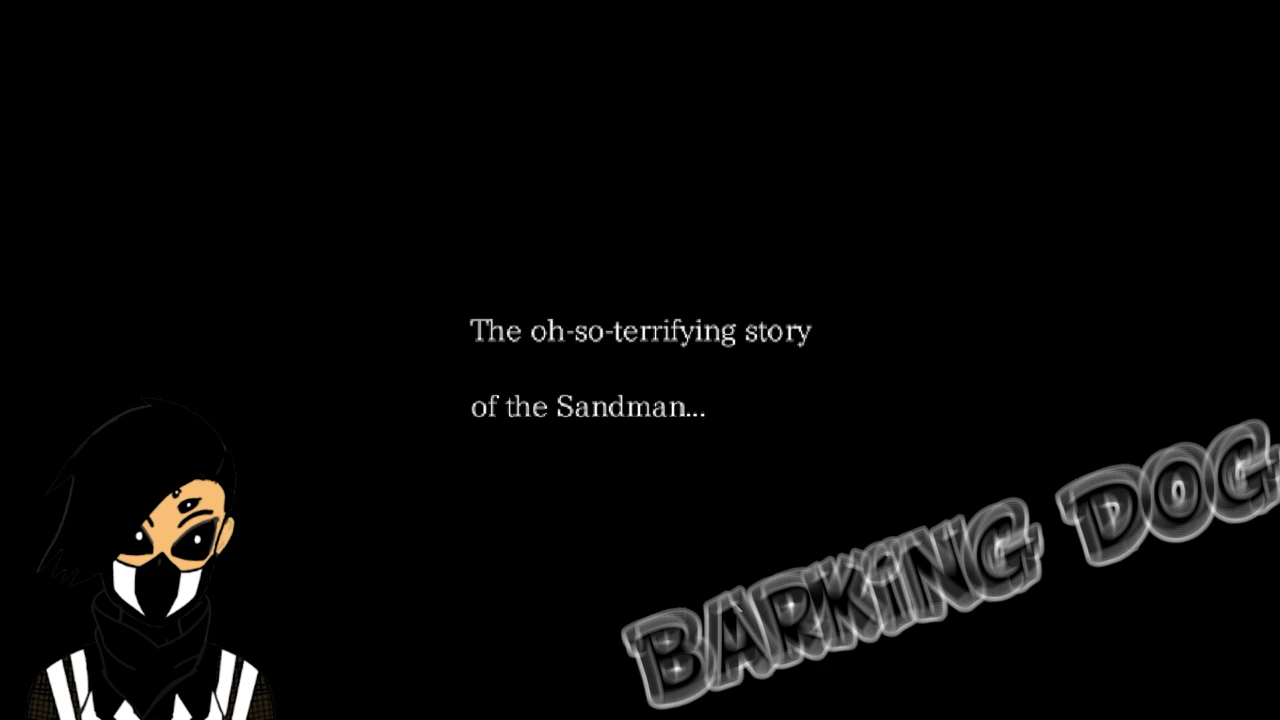 The oh-so-terrifying story
of the Sandman...
BARKING DOG